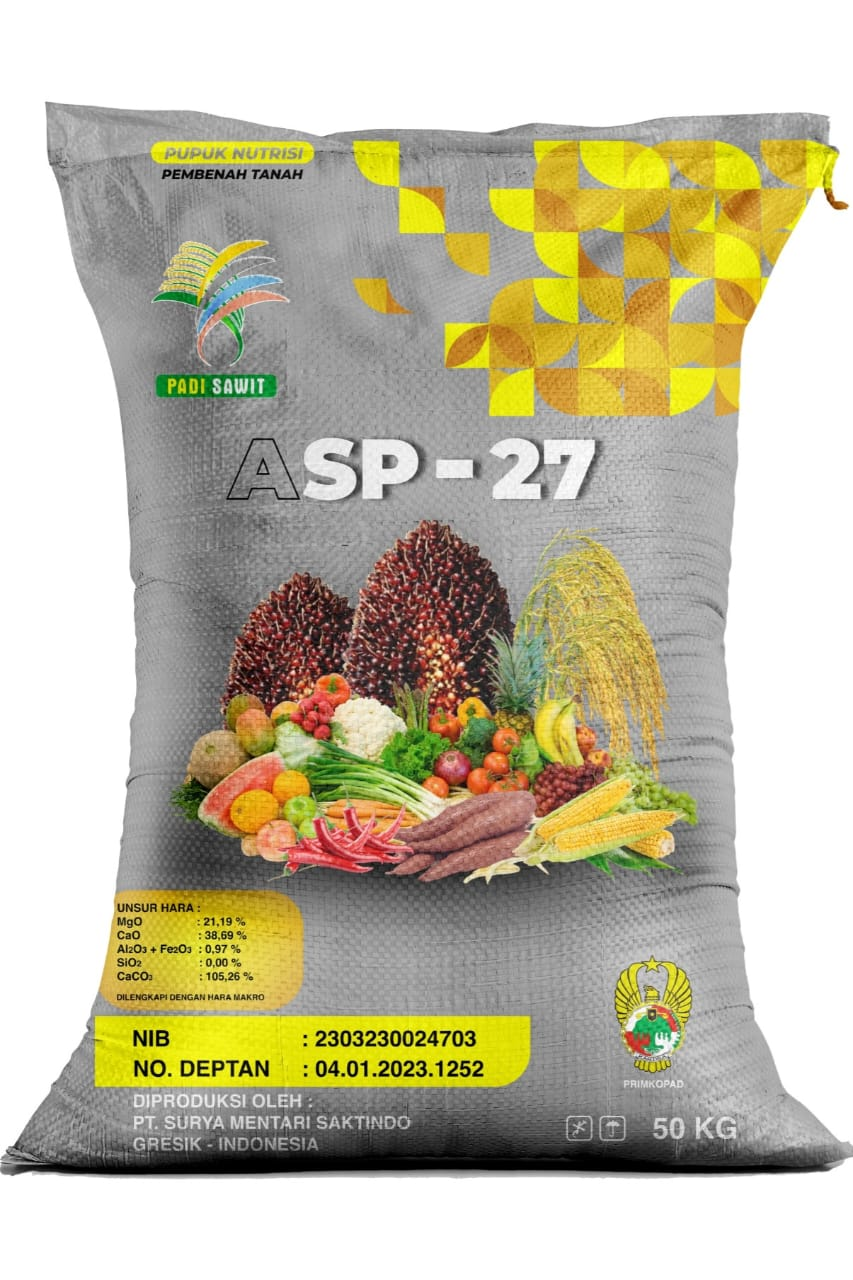 PUPUK NUTRISI
PEMBENAH TANAH
PADI SAWIT
ASP - 27
UNSUR HARA :
MgO : 21,19 %
CaO : 38,69 %
Al2O3 + Fe2O3 : 0,97 %
SiO2 : 0,00 %
CaCO3 : 105,26 %
DILENGKAPI DENGAN HARA MAKRO
NIB : 2303230024703
NO. DEPTAN : 04.01.2023.1252
DIPRODUKSI OLEH :
PT. SURYA MENTARI SAKTINDO
GRESIK - INDONESIA
PRIMKOPAD
50 KG